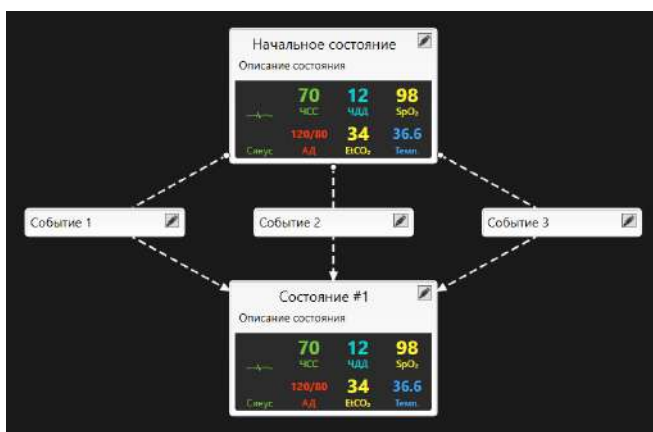 Начальное состояние
Описание состояния
70 12 98
ЧСС ЧДД SpO₂
120/80 34 36.6
Синус АД EtCO₂ Темп.
Событие 1 Событие 2 Событие 3
Состояние #1
Описание состояния
70 12 98
ЧСС ЧДД SpO₂
120/80 34 36.6
Синус АД EtCO₂ Темп.